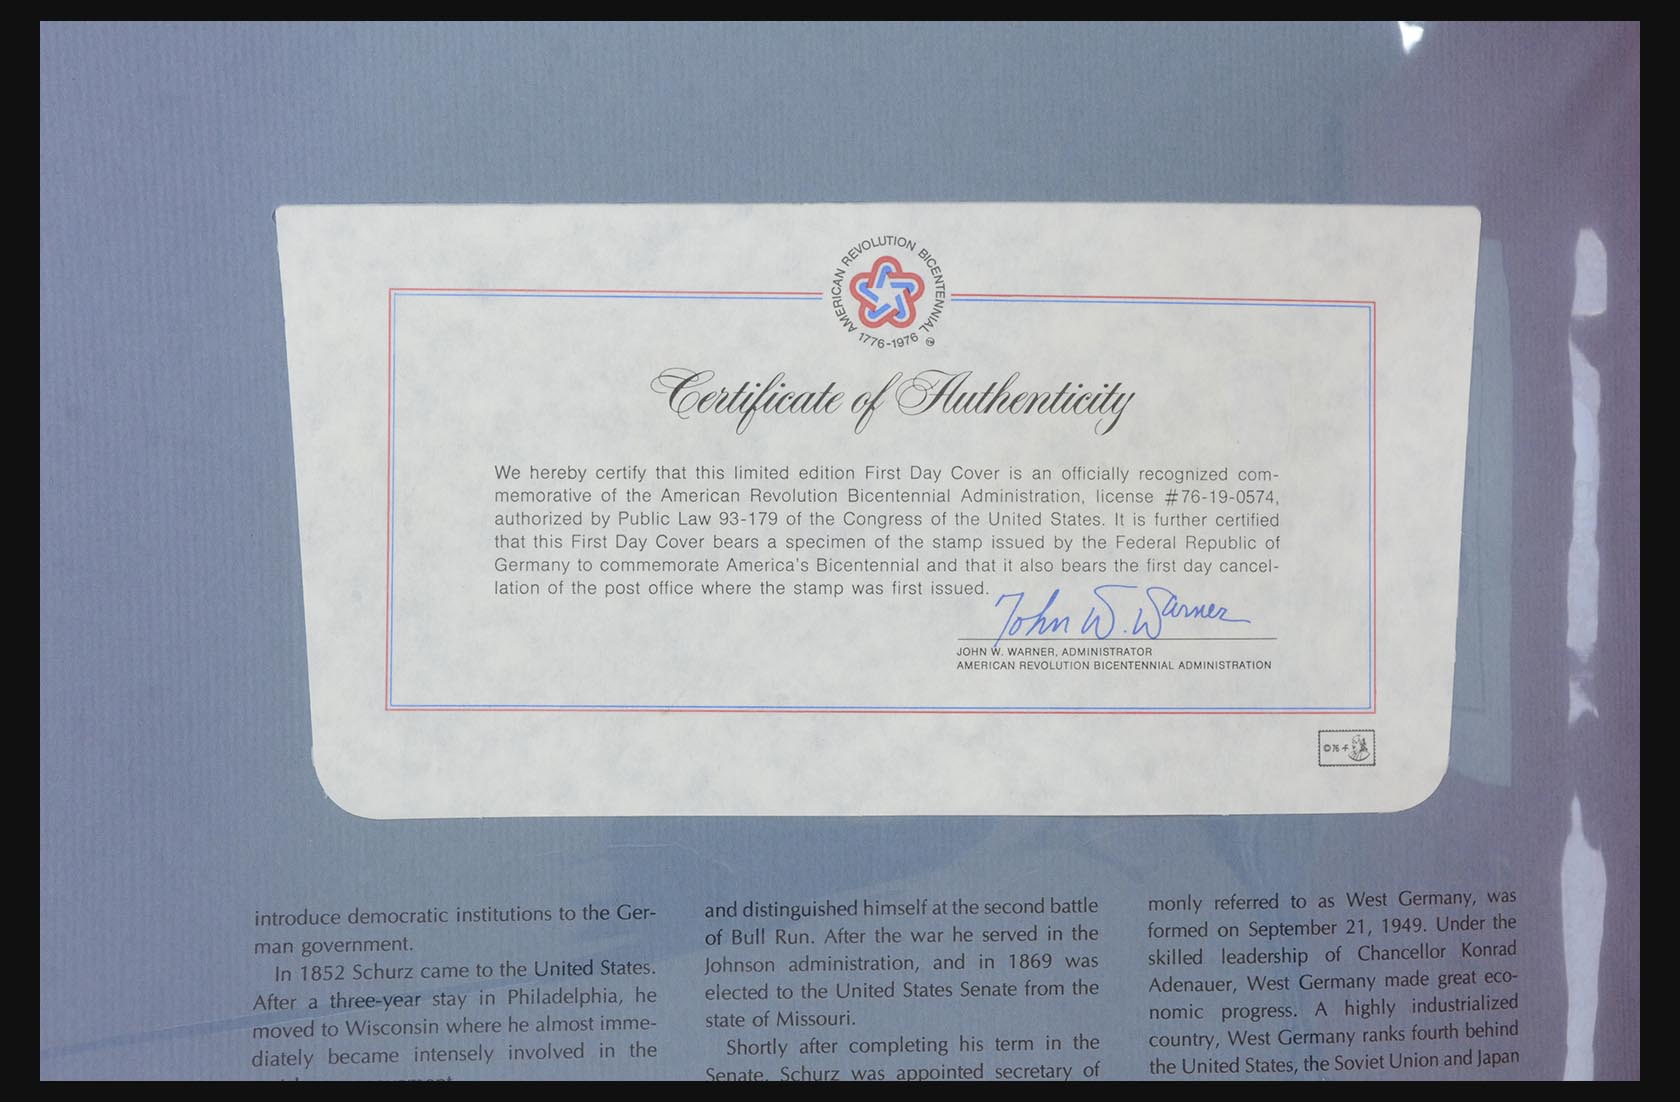 AMERICAN REVOLUTION BICENTENNIAL
1776-1976
Certificate of Authenticity
We hereby certify that this limited edition First Day Cover is an officially recognized com-
memorative of the American Revolution Bicentennial Administration, license #76-19-0574,
authorized by Public Law 93-179 of the Congress of the United States. It is further certified
that this First Day Cover bears a specimen of the stamp issued by the Federal Republic of
Germany to commemorate America's Bicentennial and that it also bears the first day cancel-
lation of the post office where the stamp was first issued.
John W. Warner
JOHN W. WARNER, ADMINISTRATOR
AMERICAN REVOLUTION BICENTENNIAL ADMINISTRATION
©76
introduce democratic institutions to the Ger-
man government.
In 1852 Schurz came to the United States.
After a three-year stay in Philadelphia, he
moved to Wisconsin where he almost imme-
diately became intensely involved in the
and distinguished himself at the second battle
of Bull Run. After the war he served in the
Johnson administration, and in 1869 was
elected to the United States Senate from the
state of Missouri.
Shortly after completing his term in the
Senate, Schurz was appointed secretary of
monly referred to as West Germany, was
formed on September 21, 1949. Under the
skilled leadership of Chancellor Konrad
Adenauer, West Germany made great eco-
nomic progress. A highly industrialized
country, West Germany ranks fourth behind
the United States, the Soviet Union and Japan